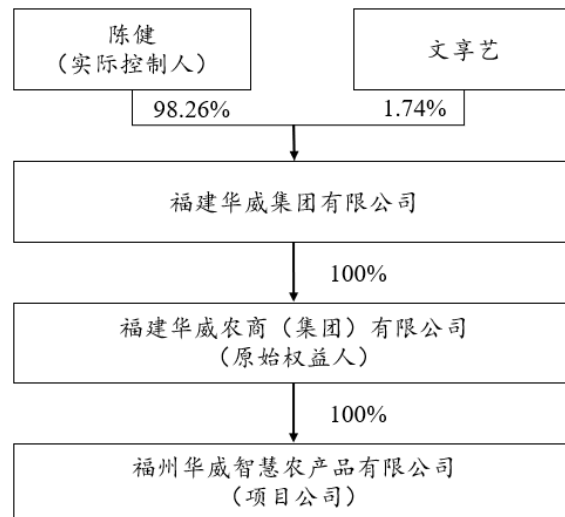 陈健
（实际控制人）
文享艺
98.26%
1.74%
福建华威集团有限公司
100%
福建华威农商（集团）有限公司
（原始权益人）
100%
福州华威智慧农产品有限公司
（项目公司）